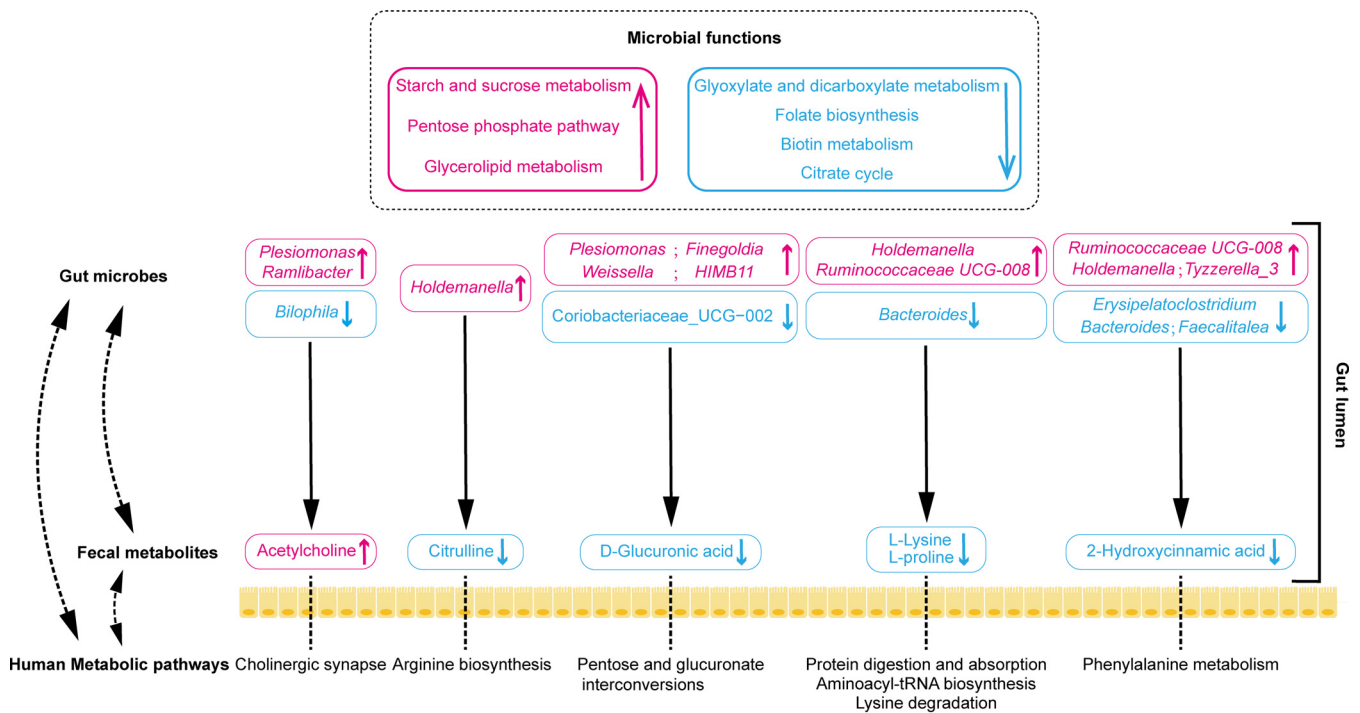 Microbial functions
Starch and sucrose metabolism
Pentose phosphate pathway
Glycerolipid metabolism
Glyoxylate and dicarboxylate metabolism
Folate biosynthesis
Biotin metabolism
Citrate cycle
Gut microbes
Plesiomonas
Ramlibacter
Bilophila
Holdemanella
Plesiomonas ; Finegoldia
Weissella ; HIMB11
Coriobacteriaceae_UCG−002
Holdemanella
Ruminococcaceae UCG-008
Bacteroides
Ruminococcaceae UCG-008
Holdemanella ; Tyzzerella_3
Erysipelatoclostridium
Bacteroides ; Faecalitalea
Gut lumen
Fecal metabolites
Acetylcholine
Citrulline
D-Glucuronic acid
L-Lysine
L-proline
2-Hydroxycinnamic acid
Human Metabolic pathways
Cholinergic synapse
Arginine biosynthesis
Pentose and glucuronate
interconversions
Protein digestion and absorption
Aminoacyl-tRNA biosynthesis
Lysine degradation
Phenylalanine metabolism